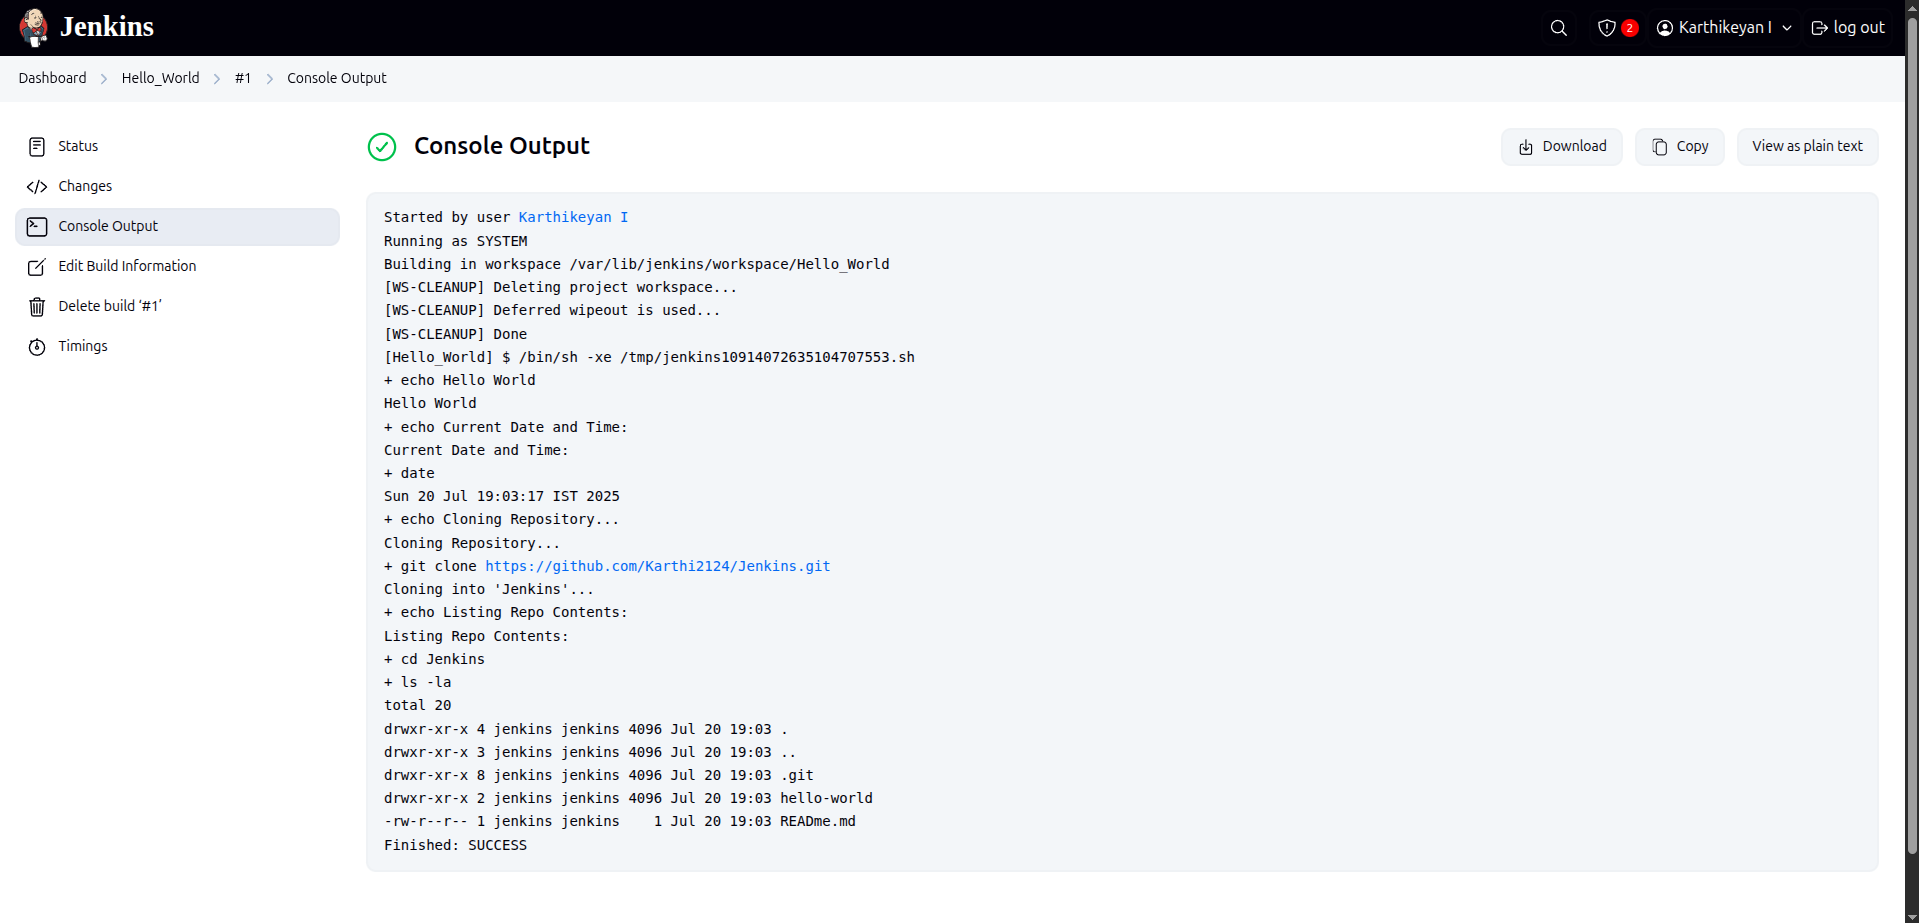 Jenkins
2
Karthikeyan I
log out
Dashboard
Hello_World
#1
Console Output
Status
Changes
Console Output
Edit Build Information
Delete build ‘#1’
Timings
Console Output
Download
Copy
View as plain text
Started by user Karthikeyan I
Running as SYSTEM
Building in workspace /var/lib/jenkins/workspace/Hello_World
[WS-CLEANUP] Deleting project workspace...
[WS-CLEANUP] Deferred wipeout is used...
[WS-CLEANUP] Done
[Hello_World] $ /bin/sh -xe /tmp/jenkins10914072635104707553.sh
+ echo Hello World
Hello World
+ echo Current Date and Time:
Current Date and Time:
+ date
Sun 20 Jul 19:03:17 IST 2025
+ echo Cloning Repository...
Cloning Repository...
+ git clone https://github.com/Karthi2124/Jenkins.git
Cloning into 'Jenkins'...
+ echo Listing Repo Contents:
Listing Repo Contents:
+ cd Jenkins
+ ls -la
total 20
drwxr-xr-x 4 jenkins jenkins 4096 Jul 20 19:03 .
drwxr-xr-x 3 jenkins jenkins 4096 Jul 20 19:03 ..
drwxr-xr-x 8 jenkins jenkins 4096 Jul 20 19:03 .git
drwxr-xr-x 2 jenkins jenkins 4096 Jul 20 19:03 hello-world
-rw-r--r-- 1 jenkins jenkins    1 Jul 20 19:03 READme.md
Finished: SUCCESS